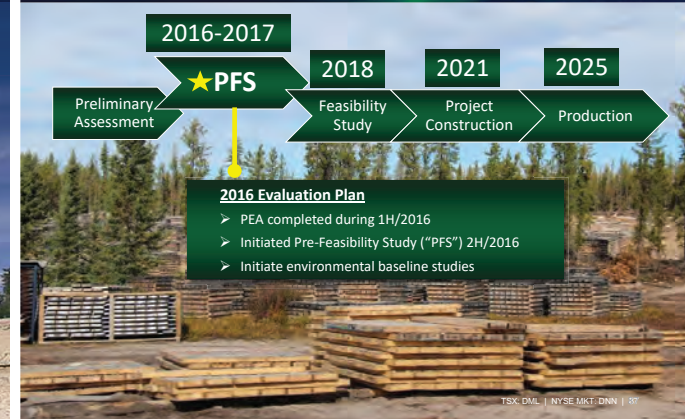 2016-2017
★PFS
2018
2021
2025
Preliminary
Assessment
Feasibility
Study
Project
Construction
Production
2016 Evaluation Plan
➢ PEA completed during 1H/2016
➢ Initiated Pre-Feasibility Study (“PFS”) 2H/2016
➢ Initiate environmental baseline studies
TSX: DML | NYSE MKT: DNN |